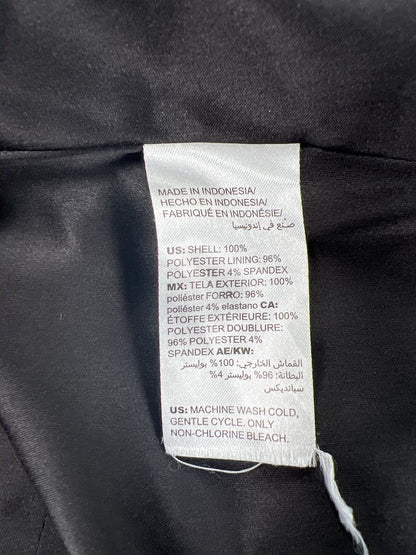 MADE IN INDONESIA/
HECHO EN INDONESIA/
FABRIQUÉ EN INDONÉSIE/
صنع في إندونيسيا
US: SHELL: 100%
POLYESTER LINING: 96%
POLYESTER 4% SPANDEX
MX: TELA EXTERIOR: 100%
poliéster FORRO: 96%
poliéster 4% elastano CA:
ÉTOFFE EXTÉRIEURE: 100%
POLYESTER DOUBLURE:
96% POLYESTER 4%
SPANDEX AE/KW:
القماش الخارجي: 100% بوليستر
البطانة: 96% بوليستر 4%
سبانديكس
US: MACHINE WASH COLD,
GENTLE CYCLE. ONLY
NON-CHLORINE BLEACH.